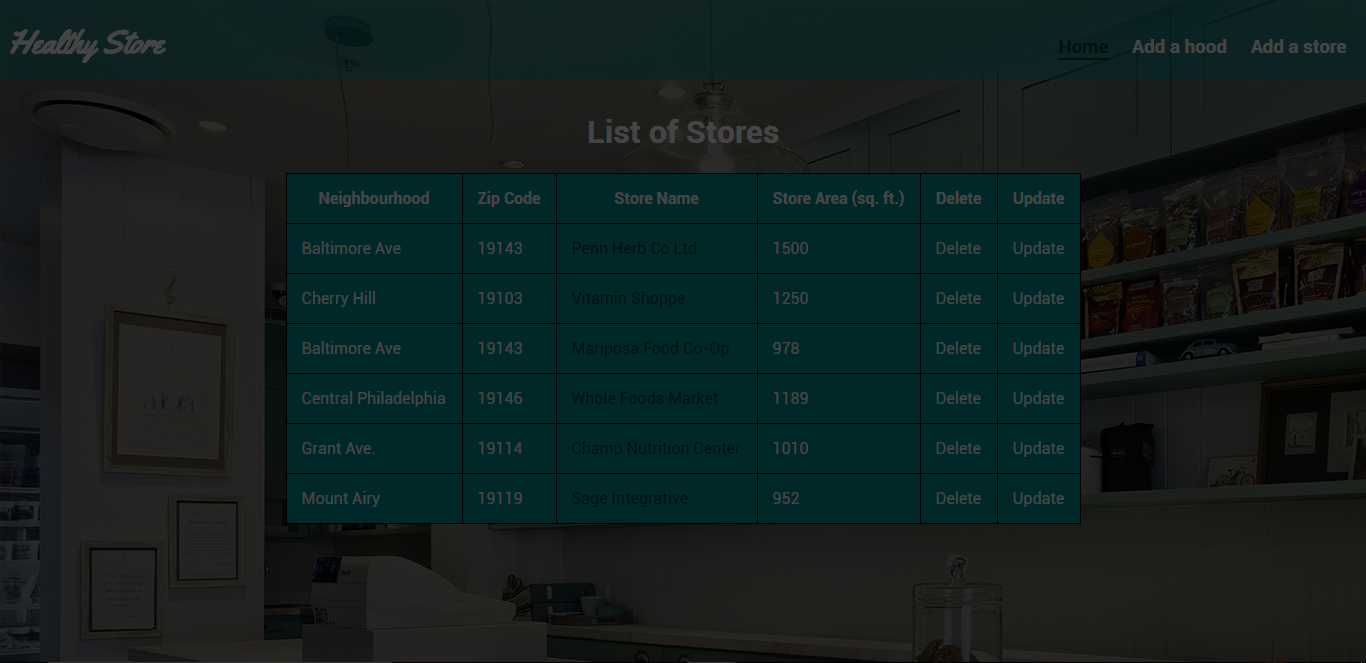 Healthy Store
Home Add a hood Add a store
List of Stores
Neighbourhood Zip Code Store Name Store Area (sq. ft.) Delete Update
Baltimore Ave 19143 Penn Herb Co Ltd 1500 Delete Update
Cherry Hill 19103 Vitamin Shoppe 1250 Delete Update
Baltimore Ave 19143 Mariposa Food Co-Op 978 Delete Update
Central Philadelphia 19146 Whole Foods Market 1189 Delete Update
Grant Ave. 19114 Champ Nutrition Center 1010 Delete Update
Mount Airy 19119 Sage Integrative 952 Delete Update